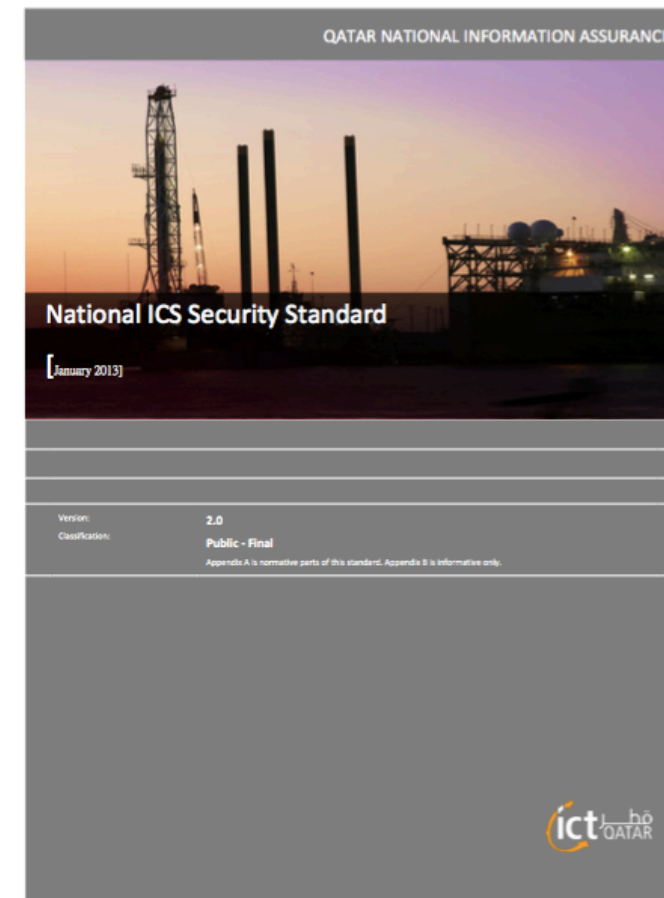 QATAR NATIONAL INFORMATION ASSURANC
National ICS Security Standard
[January 2013]
Version:
2.0
Classification:
Public - Final
Appendix A is normative parts of this standard. Appendix B is informative only.
ict قطر
QATAR